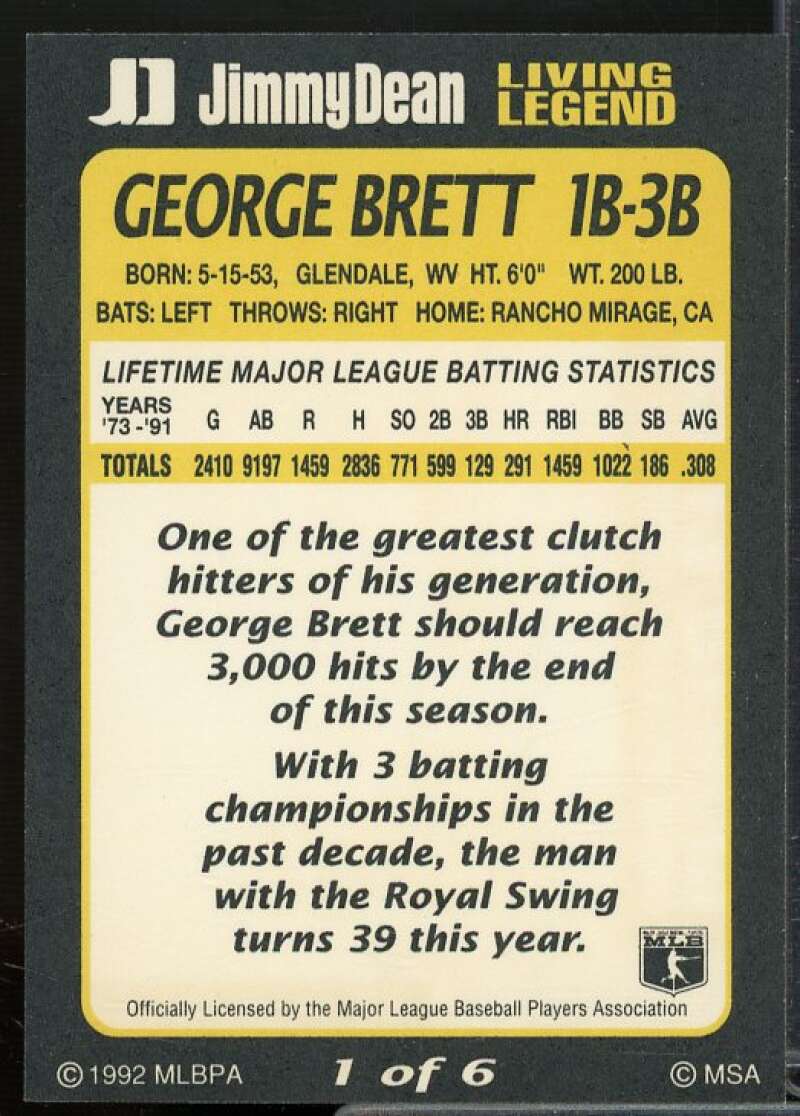 JD JimmyDean LIVING
LEGEND
GEORGE BRETT 1B-3B
BORN: 5-15-53, GLENDALE, WV HT. 6'0" WT. 200 LB.
BATS: LEFT THROWS: RIGHT HOME: RANCHO MIRAGE, CA
LIFETIME MAJOR LEAGUE BATTING STATISTICS
YEARS
'73-'91 G AB R H SO 2B 3B HR RBI BB SB AVG
TOTALS 2410 9197 1459 2836 771 599 129 291 1459 1022 186 .308
One of the greatest clutch
hitters of his generation,
George Brett should reach
3,000 hits by the end
of this season.
With 3 batting
championships in the
past decade, the man
with the Royal Swing
turns 39 this year.
MLB
Officially Licensed by the Major League Baseball Players Association
© 1992 MLBPA 1 of 6 © MSA